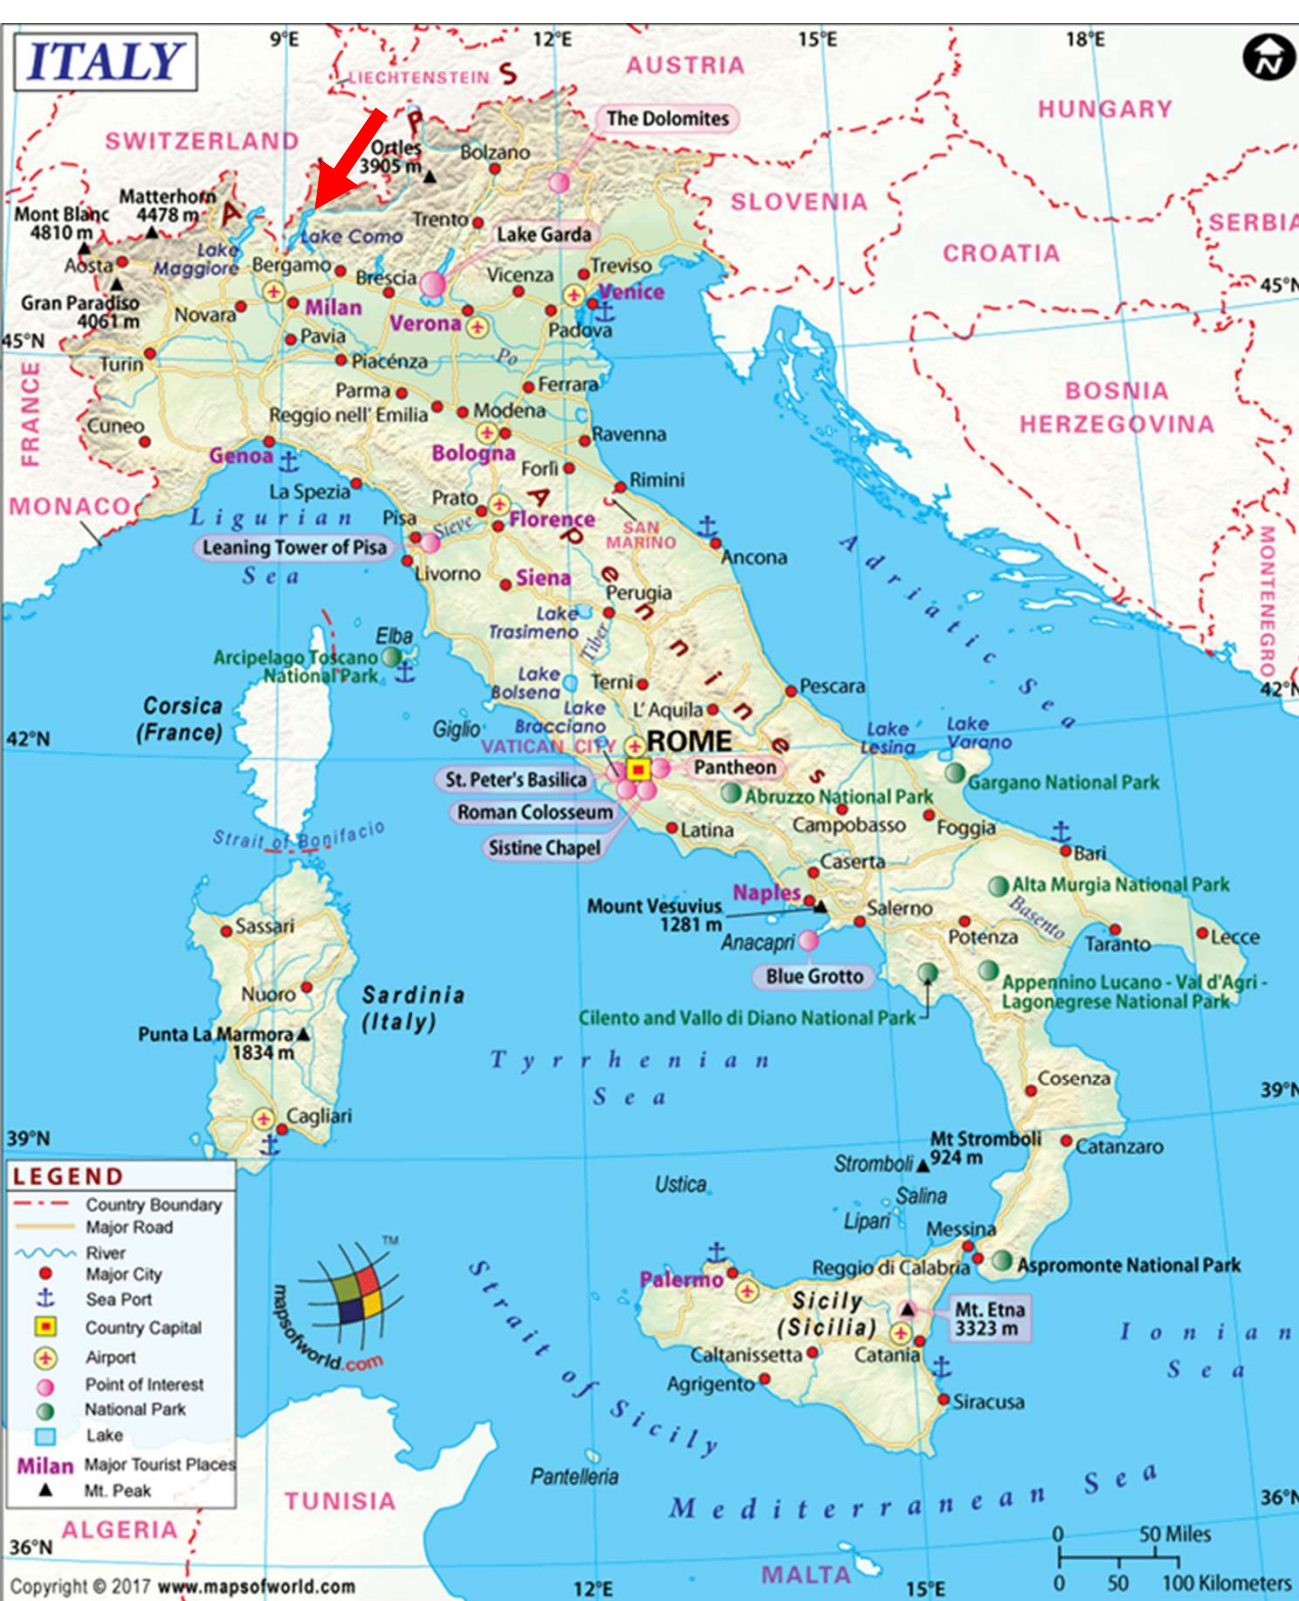 ITALY
9°E
12°E
15°E
18°E
N
LIECHTENSTEIN
AUSTRIA
HUNGARY
SWITZERLAND
SLOVENIA
CROATIA
SERBIA
BOSNIA
HERZEGOVINA
MONTENEGRO
FRANCE
MONACO
A
P
S
The Dolomites
Ortles
3905 m
Bolzano
Matterhorn
4478 m
Mont Blanc
4810 m
Trento
Lake Garda
Lake Como
Lake
Maggiore
Aosta
Bergamo
Brescia
Vicenza
Treviso
Gran Paradiso
4061 m
Novara
Milan
Verona
Venice
Padova
45°N
45°N
Pavia
Turin
Piacénza
Po
Parma
Ferrara
Reggio nell' Emilia
Modena
Cuneo
Genoa
Bologna
Ravenna
Forlì
La Spezia
Prato
Rimini
Ligurian
Sea
Pisa
Sieve
Florence
SAN
MARINO
Leaning Tower of Pisa
Ancona
Livorno
Siena
Apennines
Adriatic Sea
Perugia
Lake
Trasimeno
Tiber
Elba
Arcipelago Toscano
National Park
Lake
Bolsena
Terni
Pescara
42°N
42°N
Corsica
(France)
Giglio
Lake
Bracciano
L'Aquila
VATICAN CITY
ROME
Lake
Lesina
Lake
Varano
St. Peter's Basilica
Pantheon
Gargano National Park
Abruzzo National Park
Roman Colosseum
Sistine Chapel
Latina
Campobasso
Foggia
Strait of Bonifacio
Bari
Caserta
Naples
Alta Murgia National Park
Mount Vesuvius
1281 m
Salerno
Basento
Anacapri
Potenza
Taranto
Lecce
Blue Grotto
Appennino Lucano - Val d'Agri -
Lagonegrese National Park
Cilento and Vallo di Diano National Park
Sassari
Nuoro
Sardinia
(Italy)
Punta La Marmora
1834 m
Cagliari
Tyrrhenian
Sea
Cosenza
39°N
39°N
Mt Stromboli
924 m
Stromboli
Catanzaro
Ustica
Salina
Lipari
Messina
Reggio di Calabria
Aspromonte National Park
Palermo
Sicily
(Sicilia)
Mt. Etna
3323 m
Caltanissetta
Catania
Agrigento
Siracusa
Ionian
Sea
Strait of Sicily
Pantelleria
Mediterranean Sea
TUNISIA
ALGERIA
MALTA
36°N
36°N
12°E
15°E
LEGEND
Country Boundary
Major Road
River
Major City
Sea Port
Country Capital
Airport
Point of Interest
National Park
Lake
Milan Major Tourist Places
Mt. Peak
TM
mapsofworld.com
0 50 Miles
0 50 100 Kilometers
Copyright © 2017 www.mapsofworld.com